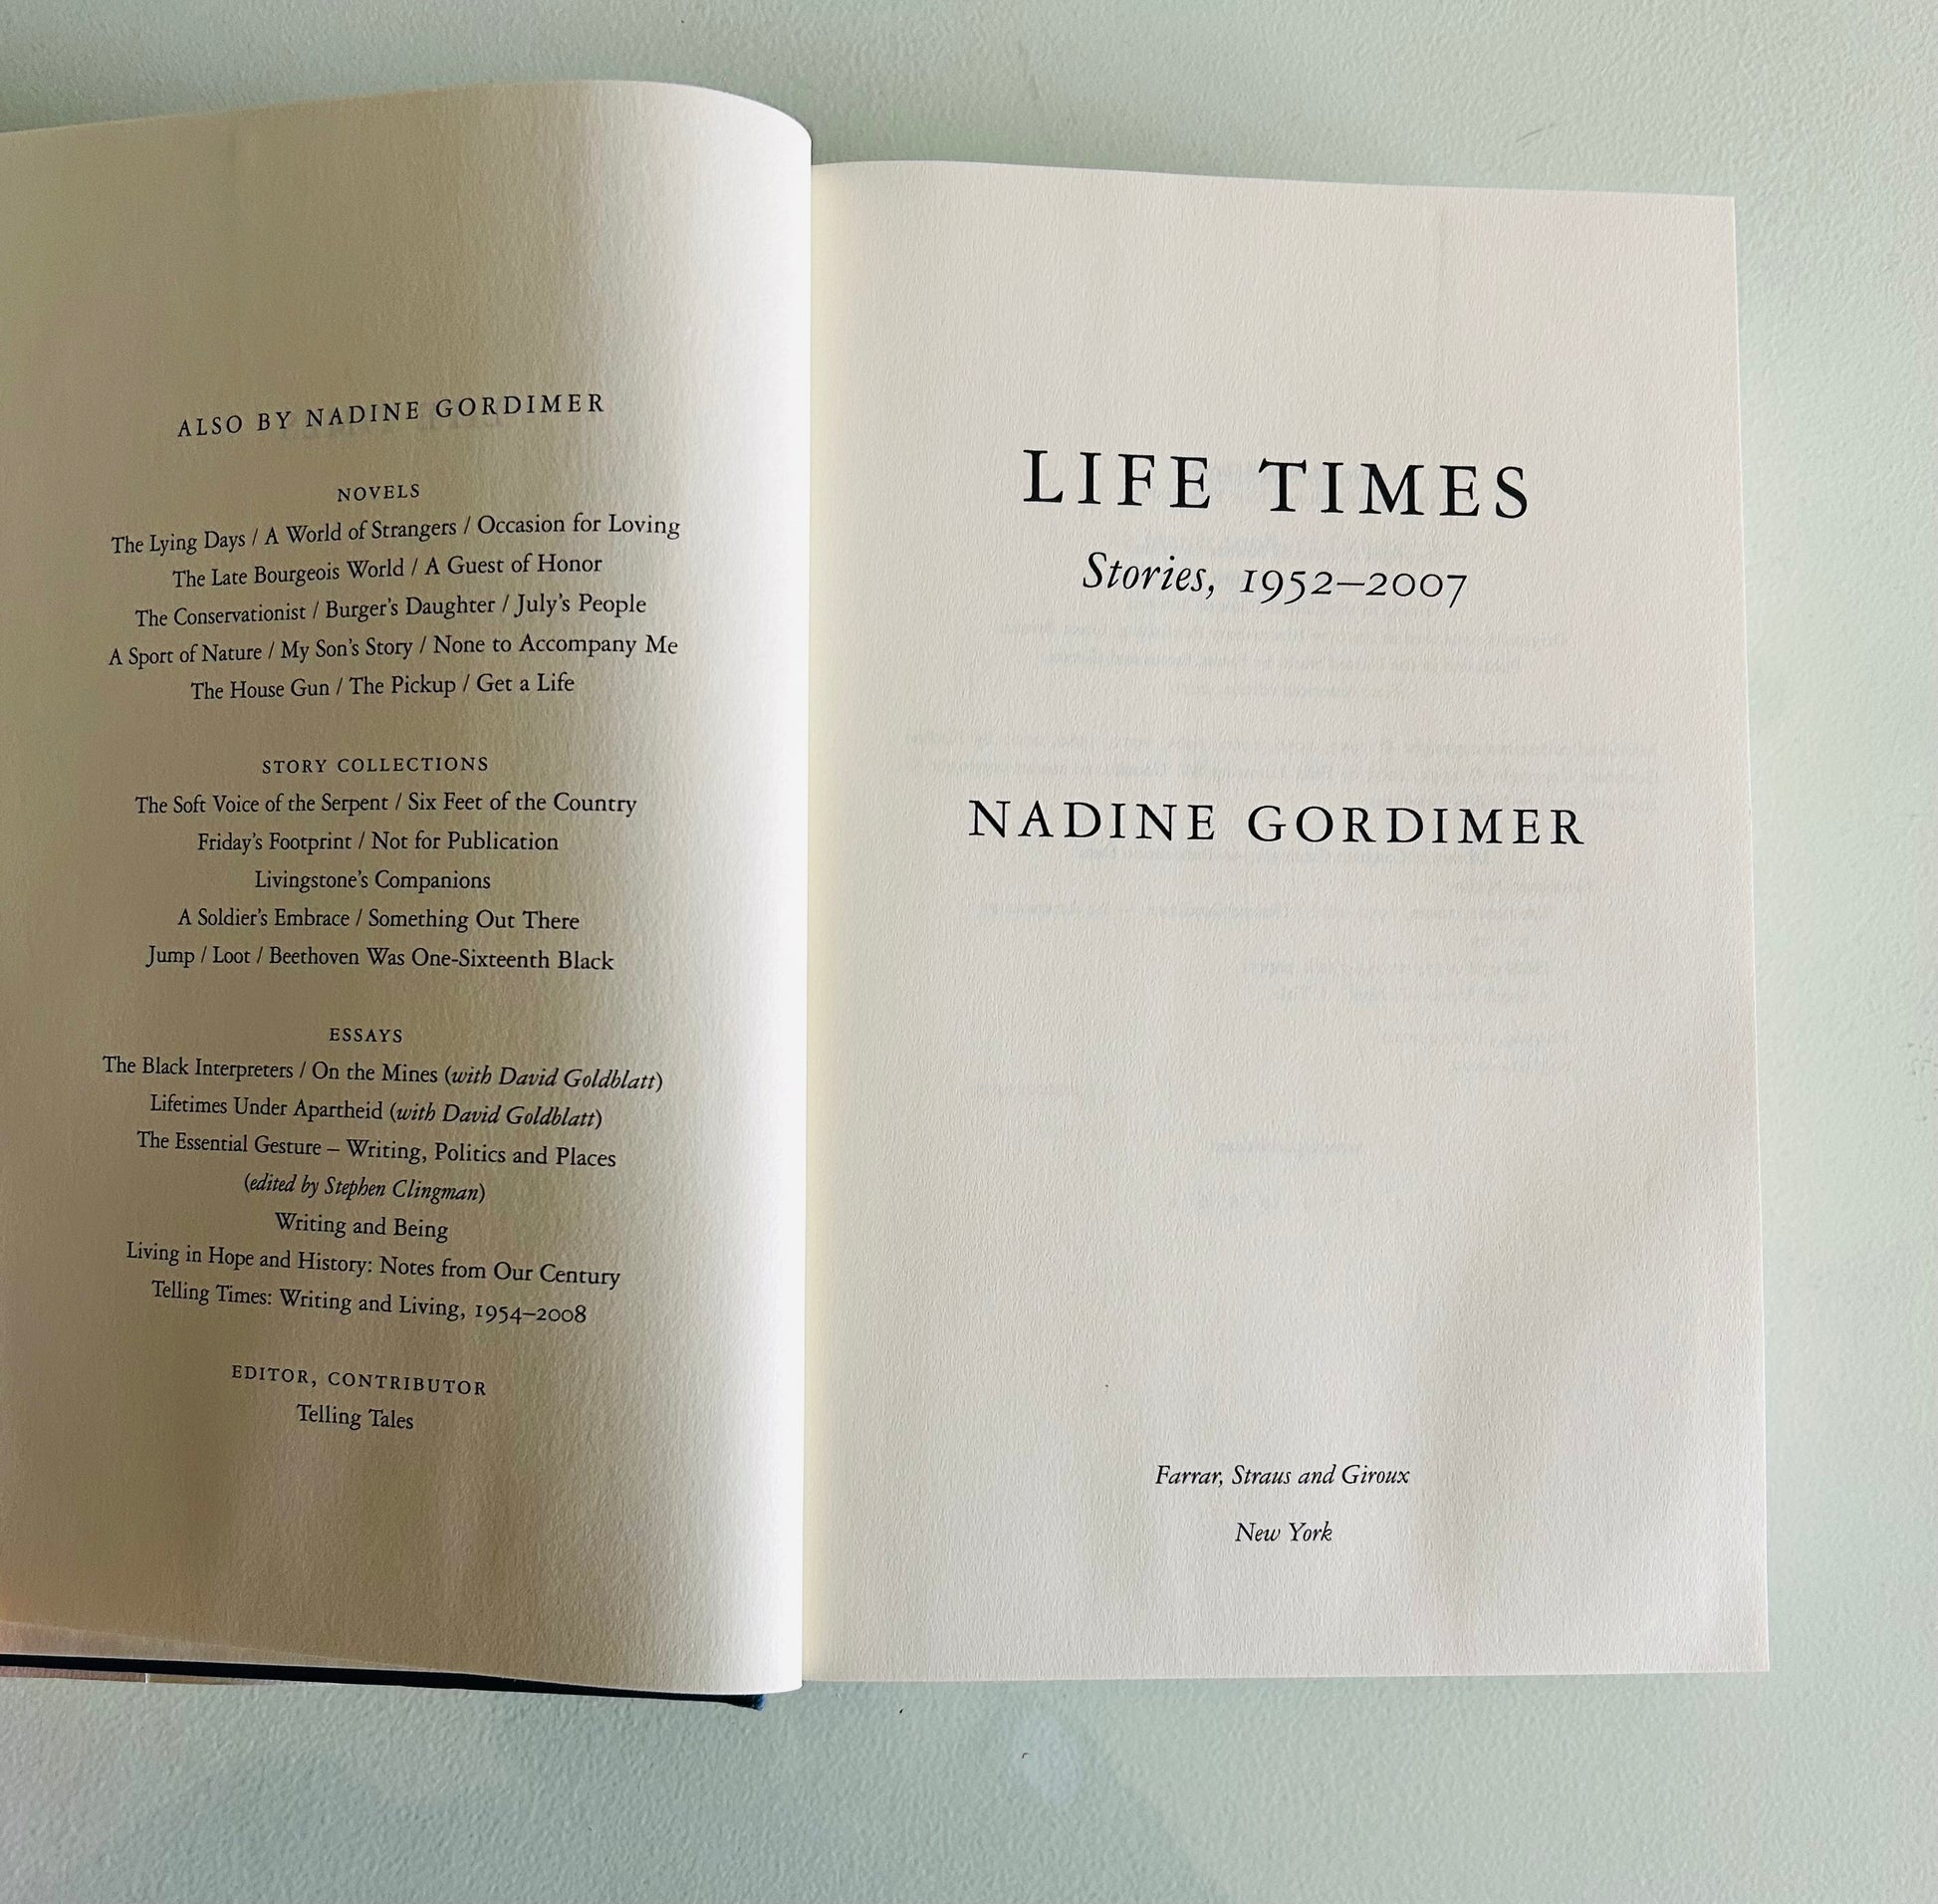 ALSO BY NADINE GORDIMER
NOVELS
The Lying Days / A World of Strangers / Occasion for Loving
The Late Bourgeois World / A Guest of Honor
The Conservationist / Burger's Daughter / July's People
A Sport of Nature / My Son's Story / None to Accompany Me
The House Gun / The Pickup / Get a Life
STORY COLLECTIONS
The Soft Voice of the Serpent / Six Feet of the Country
Friday's Footprint / Not for Publication
Livingstone's Companions
A Soldier's Embrace / Something Out There
Jump / Loot / Beethoven Was One-Sixteenth Black
ESSAYS
The Black Interpreters / On the Mines (with David Goldblatt)
Lifetimes Under Apartheid (with David Goldblatt)
The Essential Gesture – Writing, Politics and Places
(edited by Stephen Clingman)
Writing and Being
Living in Hope and History: Notes from Our Century
Telling Times: Writing and Living, 1954–2008
EDITOR, CONTRIBUTOR
Telling Tales
LIFE TIMES
Stories, 1952–2007
NADINE GORDIMER
Farrar, Straus and Giroux
New York